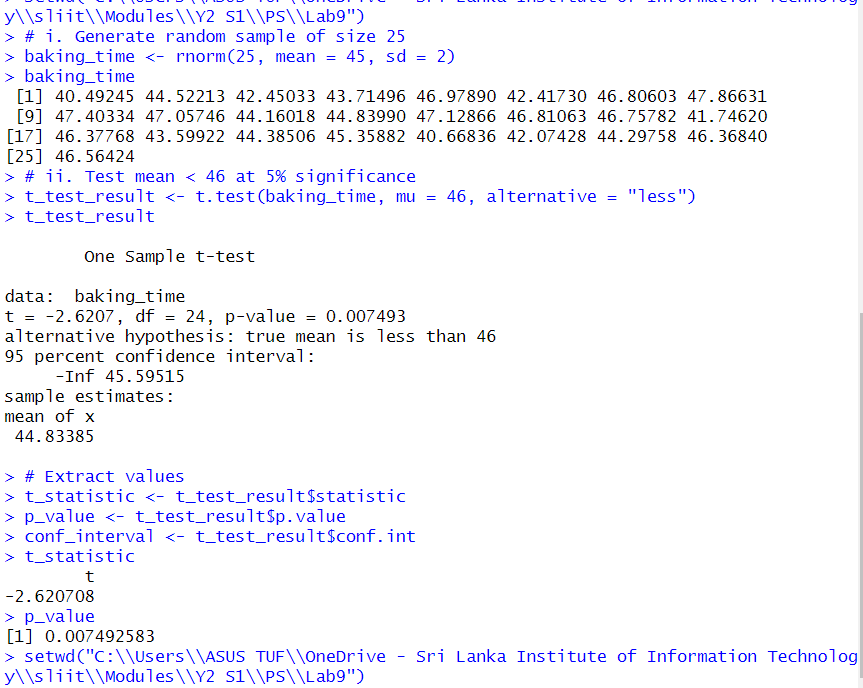 y\\sliit\\Modules\\Y2 S1\\PS\\Lab9")
> # i. Generate random sample of size 25
> baking_time <- rnorm(25, mean = 45, sd = 2)
> baking_time
 [1] 40.49245 44.52213 42.45033 43.71496 46.97890 42.41730 46.80603 47.86631
 [9] 47.40334 47.05746 44.16018 44.83990 47.12866 46.81063 46.75782 41.74620
[17] 46.37768 43.59922 44.38506 45.35882 40.66836 42.07428 44.29758 46.36840
[25] 46.56424
> # ii. Test mean < 46 at 5% significance
> t_test_result <- t.test(baking_time, mu = 46, alternative = "less")
> t_test_result

        One Sample t-test

data:  baking_time
t = -2.6207, df = 24, p-value = 0.007493
alternative hypothesis: true mean is less than 46
95 percent confidence interval:
     -Inf 45.59515
sample estimates:
mean of x
 44.83385

> # Extract values
> t_statistic <- t_test_result$statistic
> p_value <- t_test_result$p.value
> conf_interval <- t_test_result$conf.int
> t_statistic
        t
-2.620708
> p_value
[1] 0.007492583
> setwd("C:\\Users\\ASUS TUF\\OneDrive - Sri Lanka Institute of Information Technolog
y\\sliit\\Modules\\Y2 S1\\PS\\Lab9")